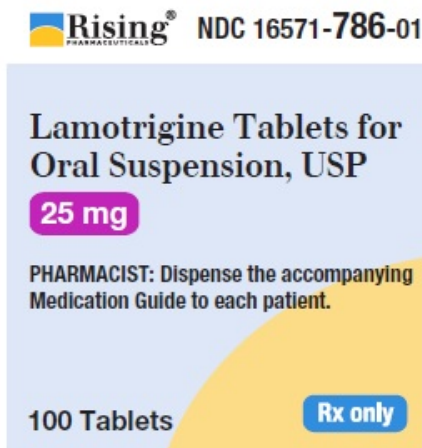 Rising® NDC 16571-786-01
PHARMACEUTICALS
Lamotrigine Tablets for
Oral Suspension, USP
25 mg
PHARMACIST: Dispense the accompanying
Medication Guide to each patient.
100 Tablets
Rx only